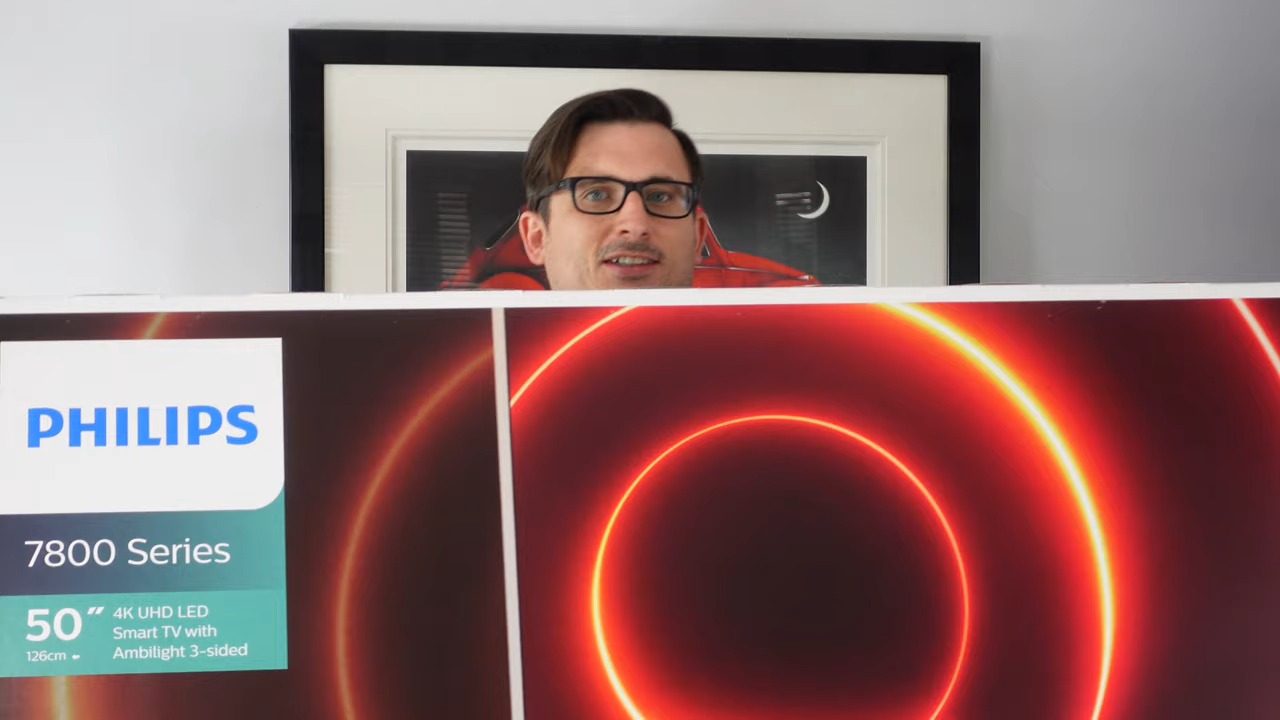 PHILIPS
7800 Series
50"
126cm
4K UHD LED
Smart TV with
Ambilight 3-sided